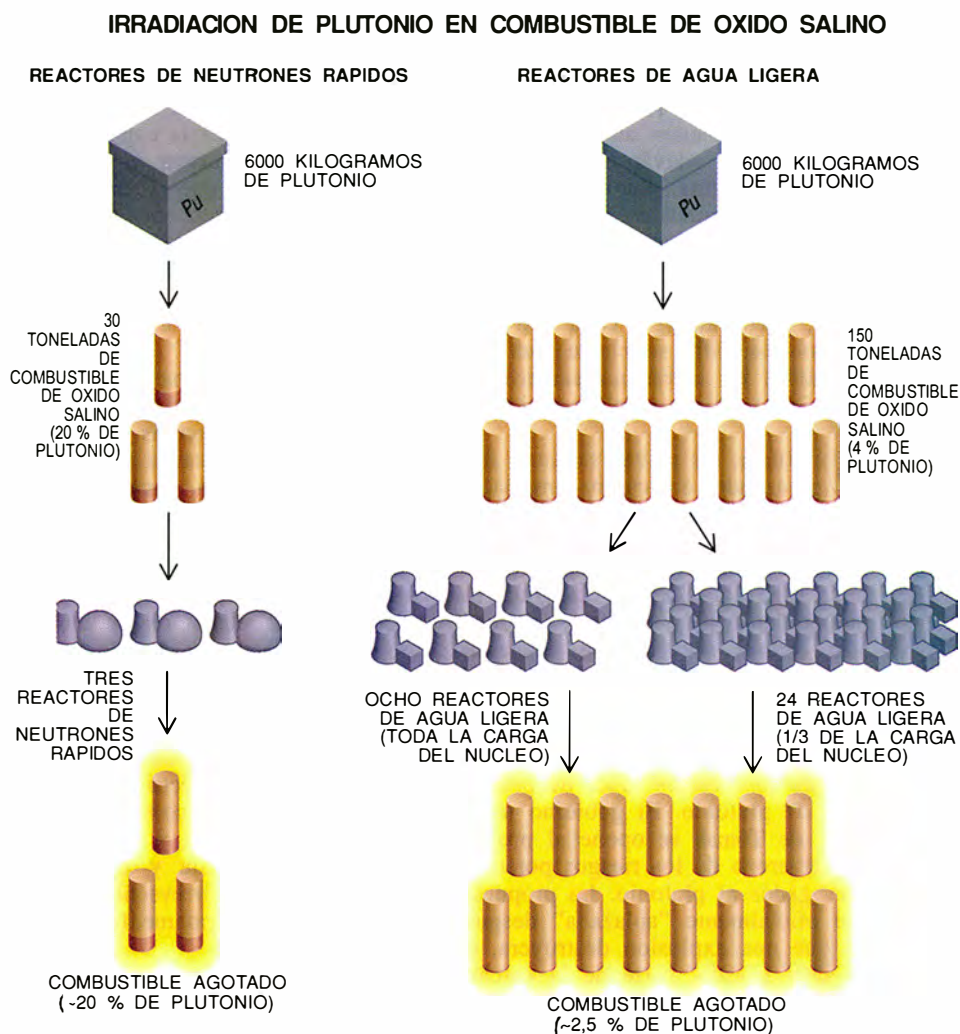 IRRADIACION DE PLUTONIO EN COMBUSTIBLE DE OXIDO SALINO
REACTORES DE NEUTRONES RAPIDOS
Pu
6000 KILOGRAMOS
DE PLUTONIO
30
TONELADAS
DE
COMBUSTIBLE
DE OXIDO
SALINO
(20 % DE
PLUTONIO)
TRES
REACTORES
DE
NEUTRONES
RAPIDOS
COMBUSTIBLE AGOTADO
(~20 % DE PLUTONIO)
REACTORES DE AGUA LIGERA
Pu
6000 KILOGRAMOS
DE PLUTONIO
150
TONELADAS
DE
COMBUSTIBLE
DE OXIDO
SALINO
(4 % DE
PLUTONIO)
OCHO REACTORES
DE AGUA LIGERA
(TODA LA CARGA
DEL NUCLEO)
24 REACTORES
DE AGUA LIGERA
(1/3 DE LA CARGA
DEL NUCLEO)
COMBUSTIBLE AGOTADO
(~2,5 % DE PLUTONIO)